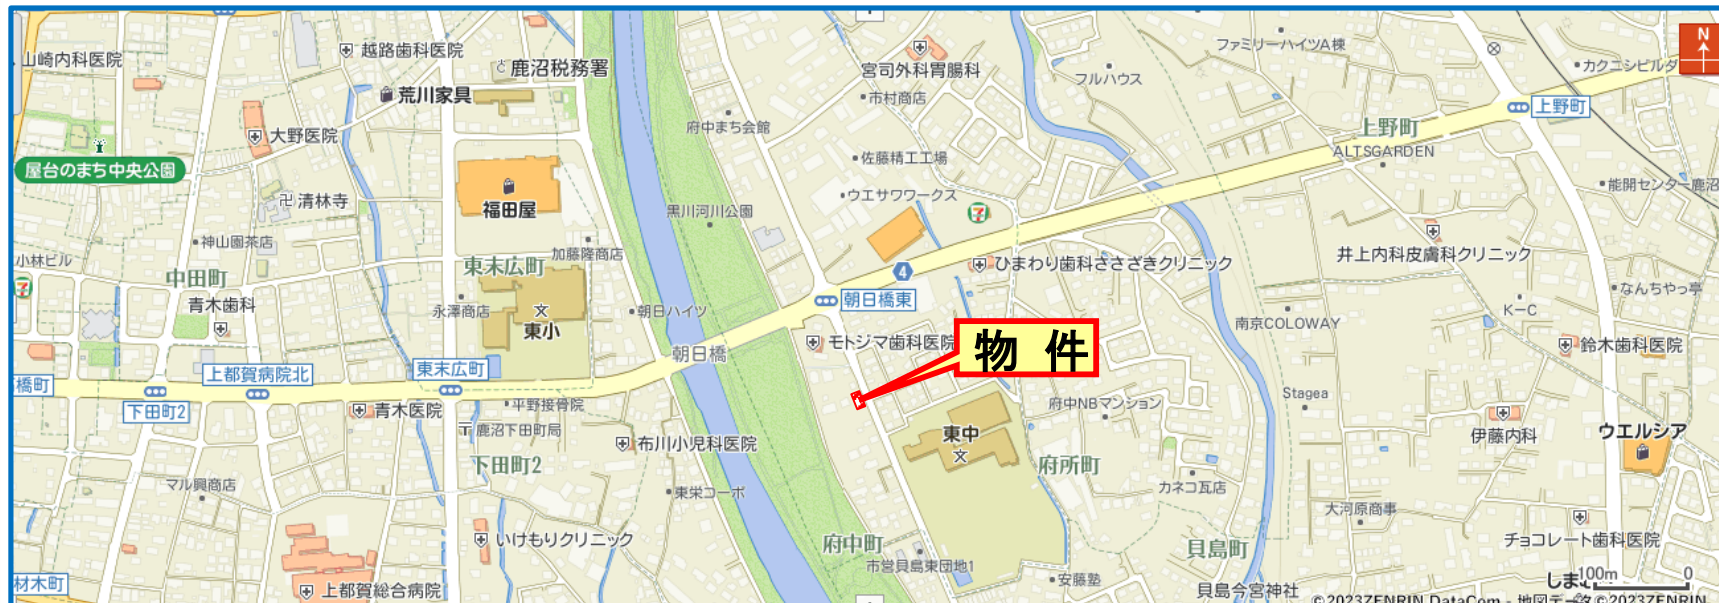 山崎内科医院
越路歯科医院
鹿沼税務署
荒川家具
大野医院
屋台のまち中央公園
清林寺
福田屋
神山園茶店
小林ビル
中田町
青木歯科
東末広町
加藤隆商店
永澤商店
東小
朝日ハイツ
朝日橋
橋町
上都賀病院北
東末広町
下田町2
青木医院
平野接骨院
鹿沼下田町局
下田町2
布川小児科医院
マル興商店
東栄コーポ
いけもりクリニック
材木町
上都賀総合病院
宮司外科胃腸科
市村商店
府中まち会館
佐藤精工工場
ウエサワワークス
黒川河川公園
4
朝日橋東
ひまわり歯科ささざきクリニック
モトジマ歯科医院
物 件
東中
府中NBマンション
府所町
府中町
市営貝島東団地1
安藤塾
カネコ瓦店
貝島町
貝島今宮神社
ファミリーハイツA棟
フルハウス
N
カクニシビルダ
上野町
上野町
ALTSGARDEN
能開センター鹿沼
井上内科皮膚科クリニック
なんちゃっ亭
K-C
南京COLOWAY
鈴木歯科医院
Stagea
伊藤内科
ウエルシア
大河原商事
チョコレート歯科医院
しま
100m
0
©2023ZENRIN DataCom - 地図データ©2023ZENRIN